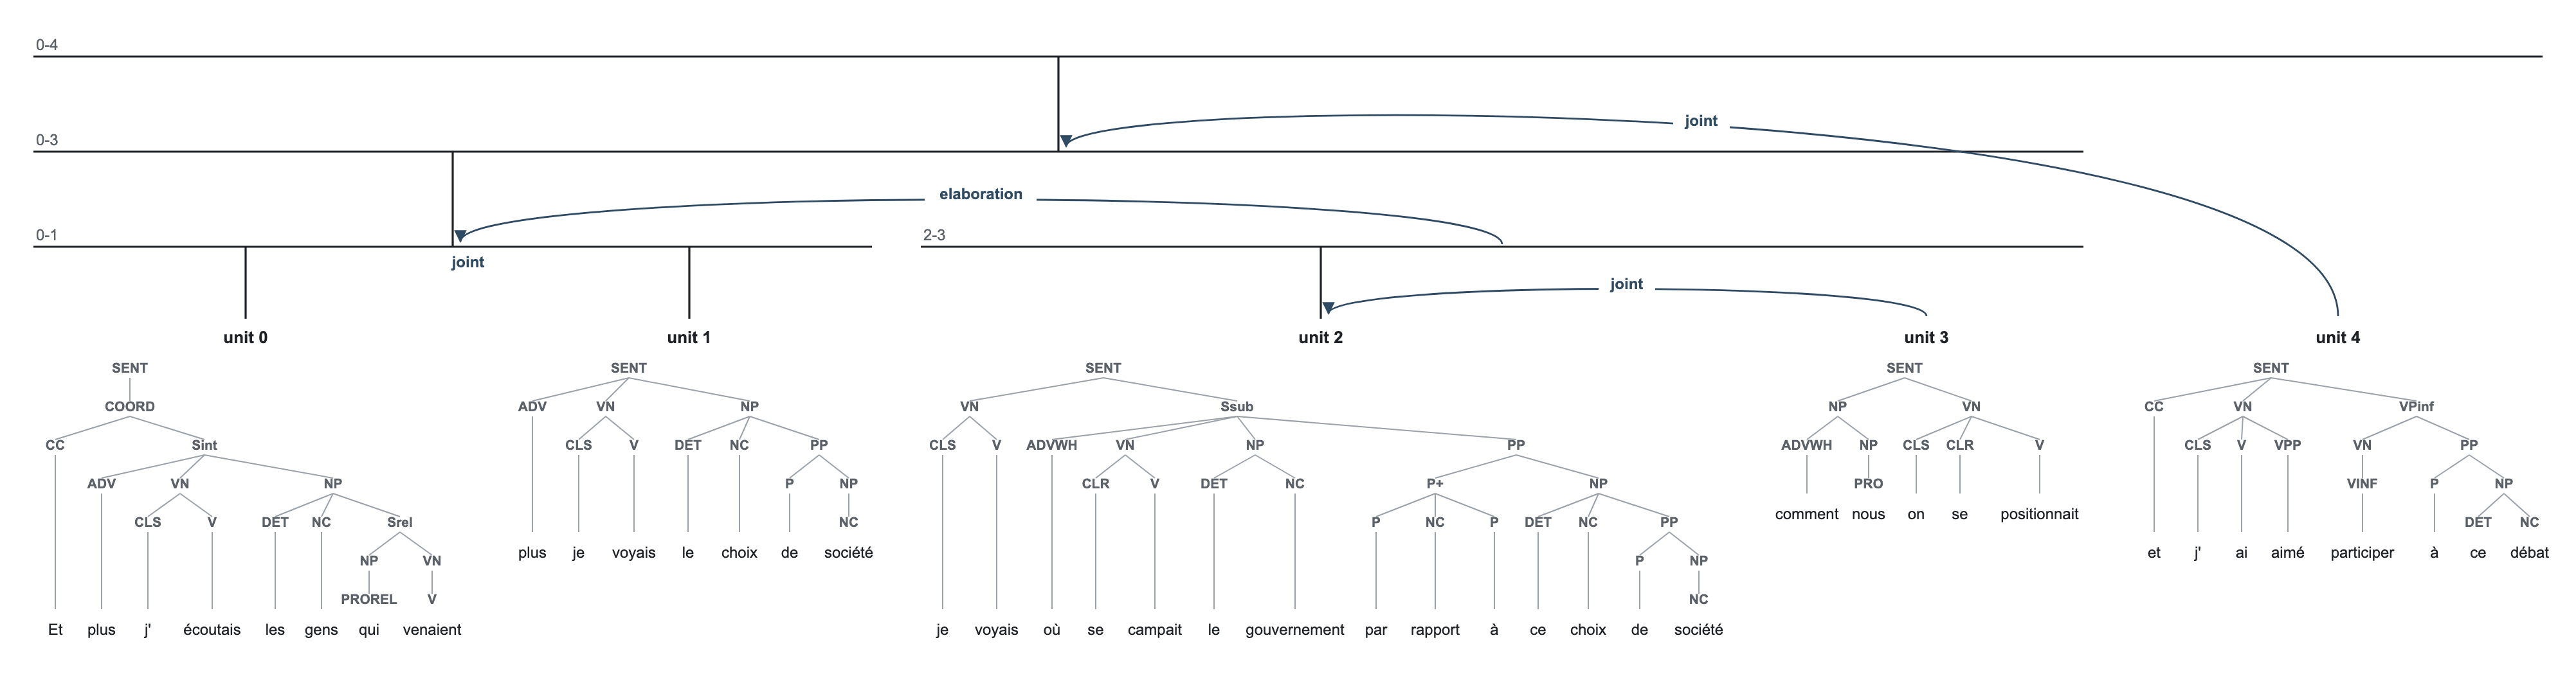 0-4
joint
0-3
elaboration
0-1 2-3
joint joint
unit 0 unit 1 unit 2 unit 3 unit 4
SENT SENT SENT SENT SENT
COORD ADV VN NP VN Ssub NP VN CC VN VPinf
CC Sint CLS V DET NC PP CLS V ADVWH VN NP PP ADVWH NP CLS CLR V CLS V VPP VN PP
ADV VN NP P NP CLR V DET NC P+ NP PRO VINF P NP
comment nous on se positionnait
CLS V DET NC Srel NC P NC P DET NC PP DET NC
plus je voyais le choix de société et j' ai aimé participer à ce débat
NP VN P NP
PROREL V NC
Et plus j' écoutais les gens qui venaient je voyais où se campait le gouvernement par rapport à ce choix de société